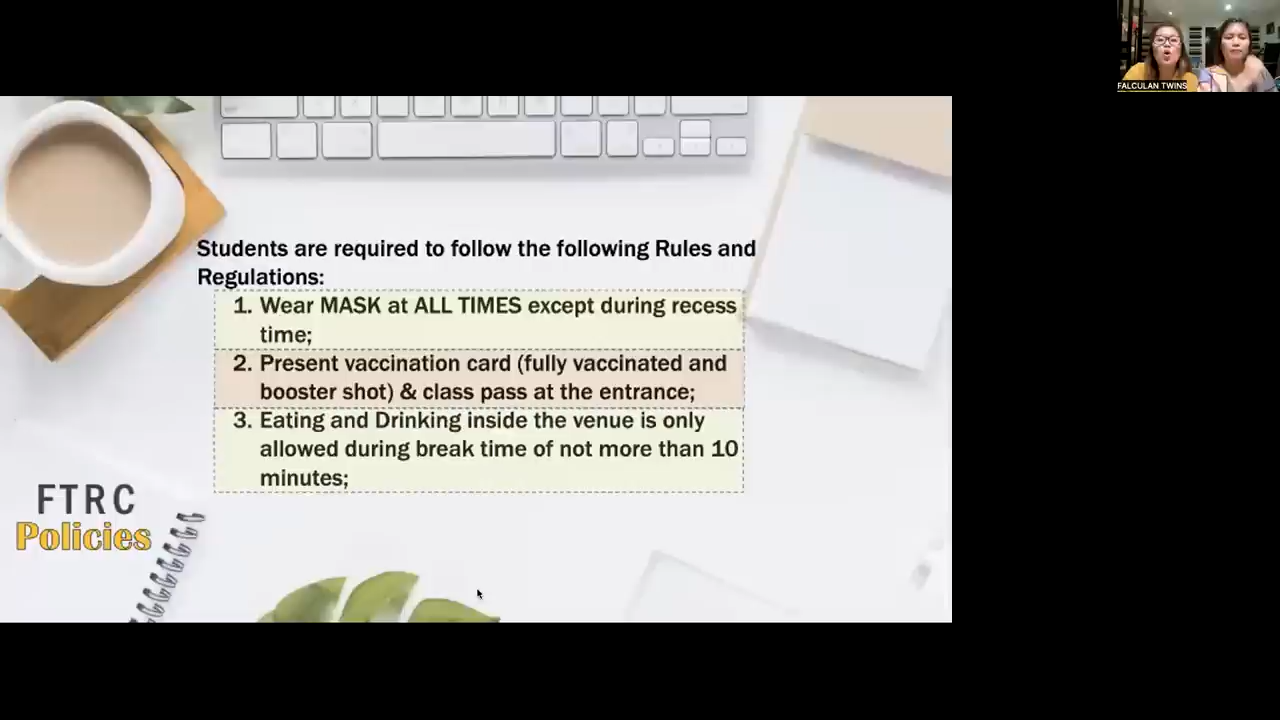 FALCULAN TWINS
Students are required to follow the following Rules and
Regulations:
1. Wear MASK at ALL TIMES except during recess
time;
2. Present vaccination card (fully vaccinated and
booster shot) & class pass at the entrance;
3. Eating and Drinking inside the venue is only
allowed during break time of not more than 10
minutes;
FTRC
Policies